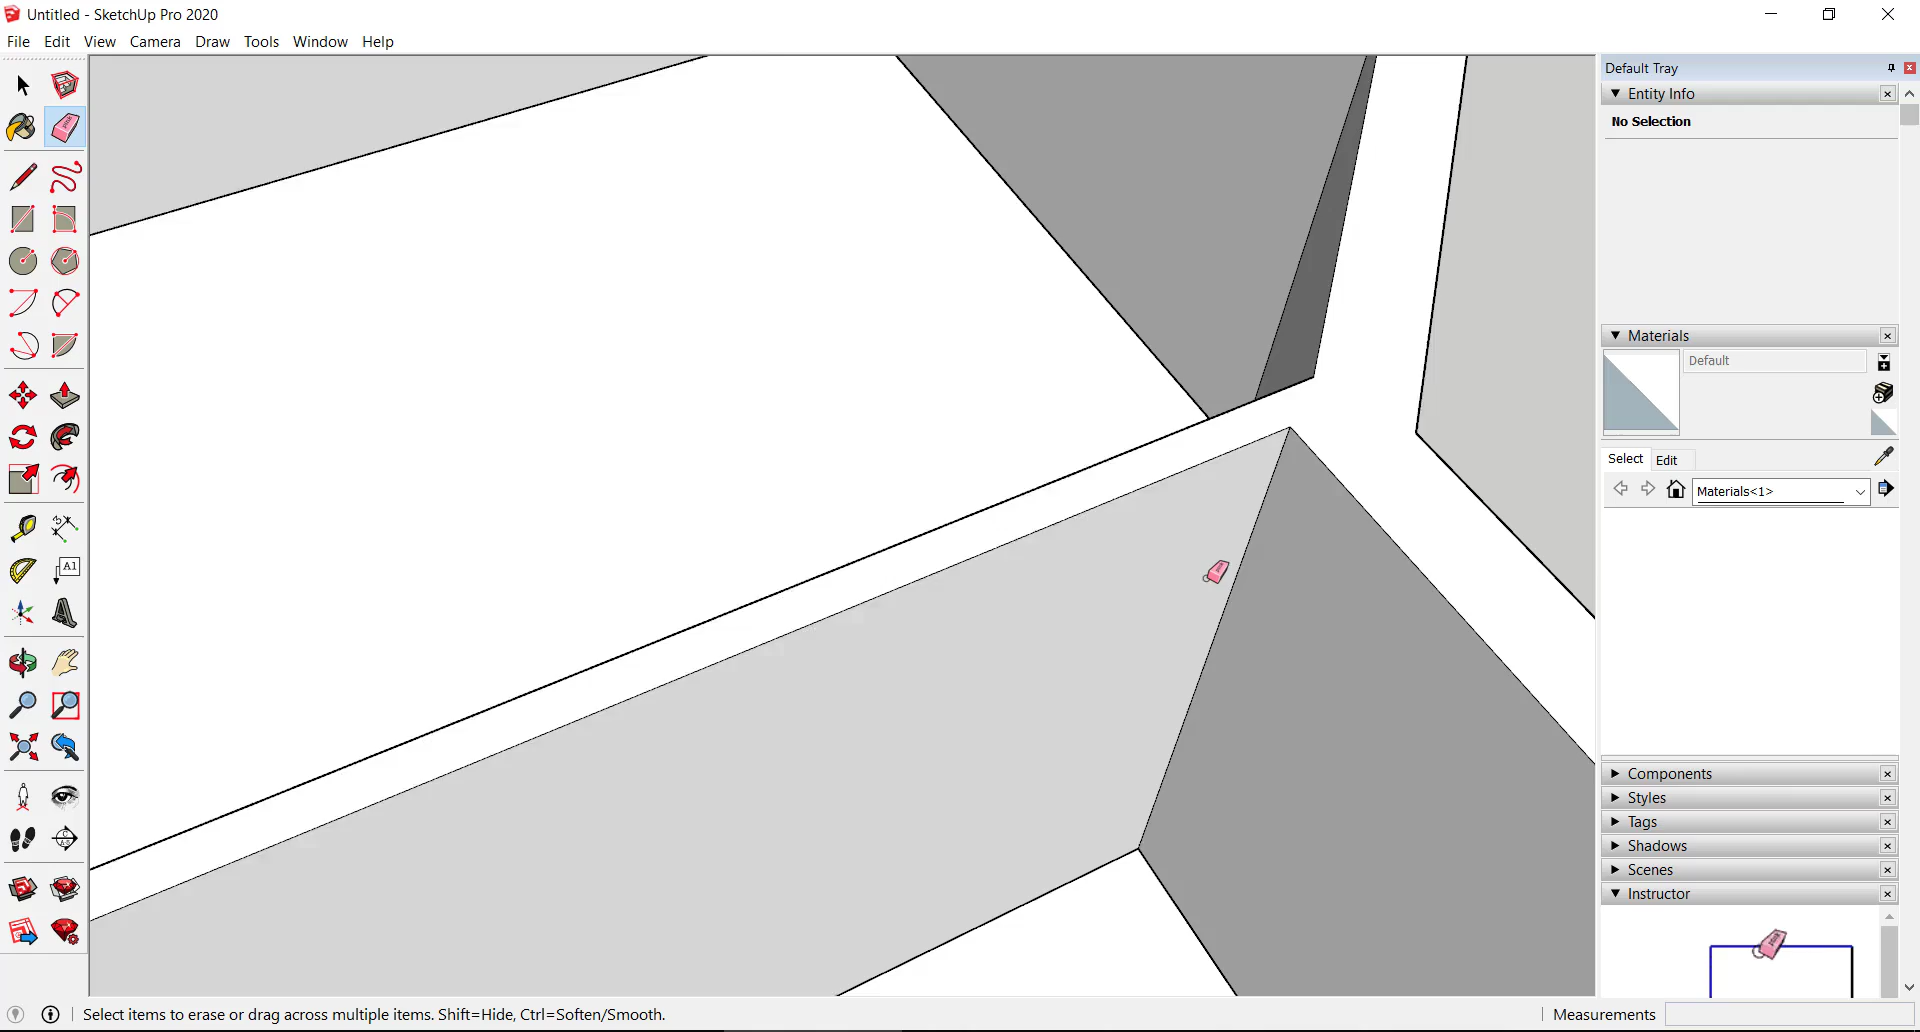 Untitled - SketchUp Pro 2020
File Edit View Camera Draw Tools Window Help
Default Tray
Entity Info
No Selection
Materials
Default
Select Edit
Materials<1>
A1
Components
Styles
Tags
Shadows
Scenes
Instructor
Select items to erase or drag across multiple items. Shift=Hide, Ctrl=Soften/Smooth.
Measurements